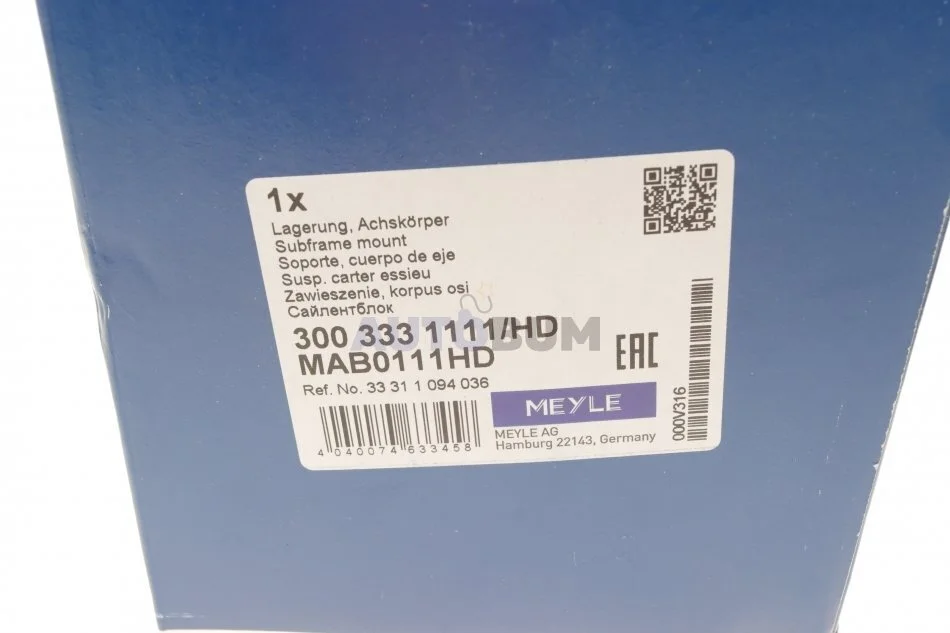 1x
Lagerung, Achskörper
Subframe mount
Soporte, cuerpo de eje
Susp. carter essieu
Zawieszenie, korpus osi
Сайлентблок
AUTOBUM
300 333 1111/HD
MAB0111HD
Ref. No. 33 31 1 094 036
EAC
MEYLE
MEYLE AG
Hamburg 22143, Germany
4 040074 633458
000V316